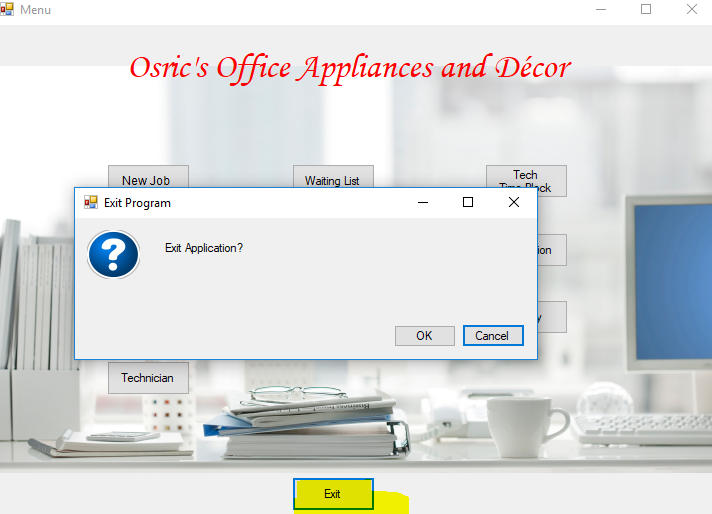 Menu
Osric's Office Appliances and Décor
New Job
Waiting List
Tech
Exit Program
Exit Application?
OK
Cancel
Technician
Business
Exit